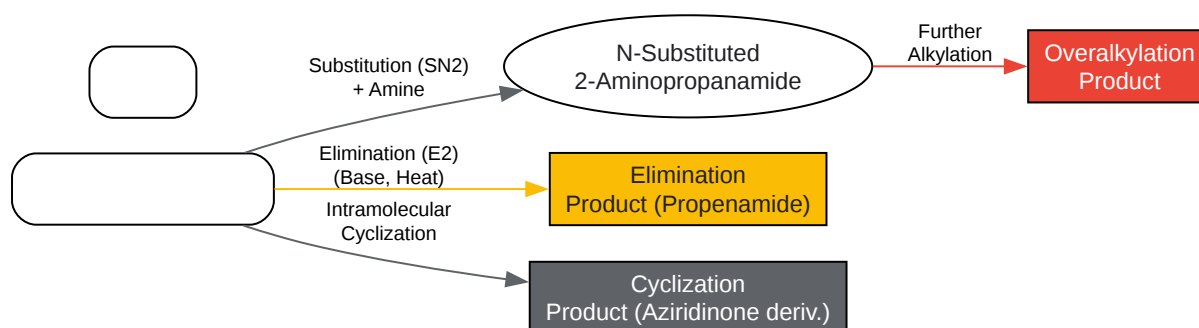 Substitution (SN2)
+ Amine
N-Substituted
2-Aminopropanamide
Further
Alkylation
Overalkylation
Product
Elimination (E2)
(Base, Heat)
Elimination
Product (Propenamide)
Intramolecular
Cyclization
Cyclization
Product (Aziridinone deriv.)